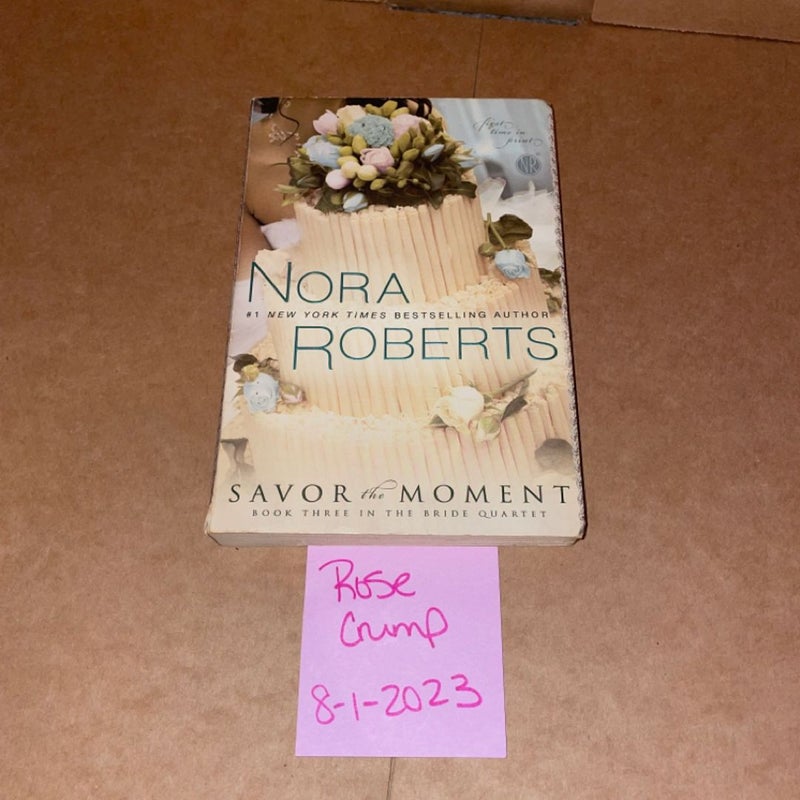 first
time in
print
NR
NORA
#1 NEW YORK TIMES BESTSELLING AUTHOR
ROBERTS
SAVOR the MOMENT
BOOK THREE IN THE BRIDE QUARTET
Rose
Crump
8-1-2023